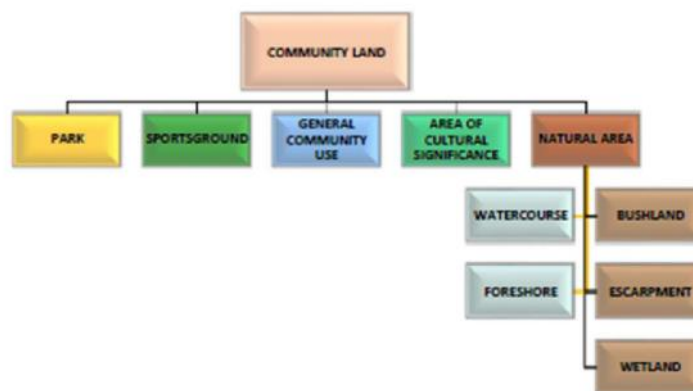 COMMUNITY LAND
PARK
SPORTSGROUND
GENERAL
COMMUNITY
USE
AREA OF
CULTURAL
SIGNIFICANCE
NATURAL AREA
WATERCOURSE
BUSHLAND
FORESHORE
ESCARPMENT
WETLAND